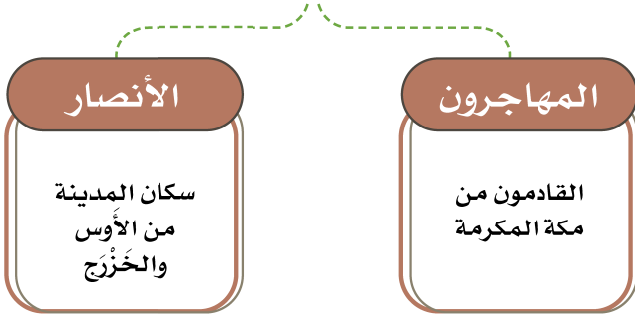 المهاجرون
القادمون من
مكة المكرمة
الأنصار
سكان المدينة
من الأَوس
والخَزْرَج